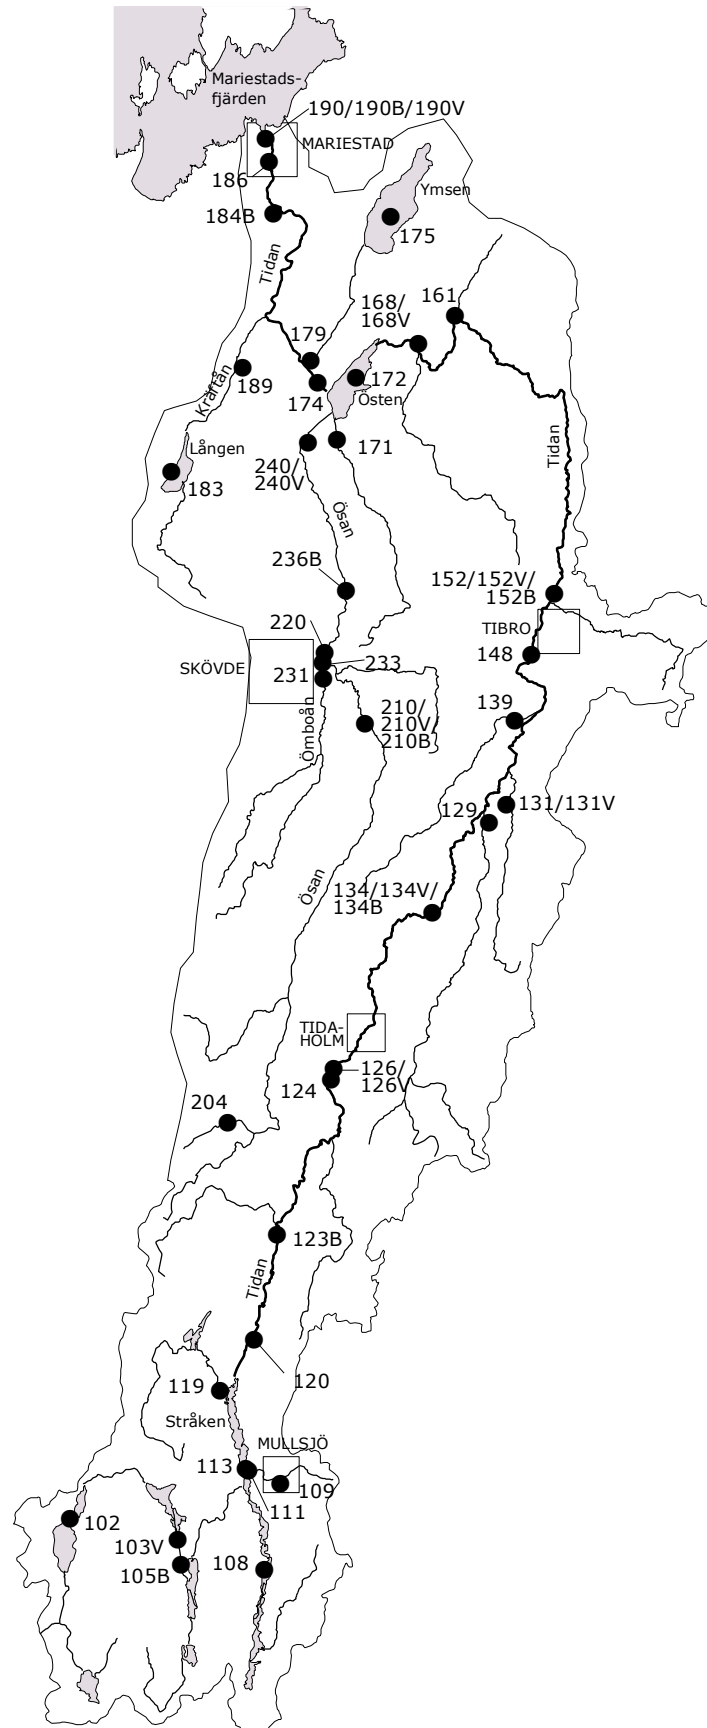 Mariestads-
fjärden
190/190B/190V
MARIESTAD
186
Ymsen
184B
175
Tidan
168/
168V
161
179
172
Kräftån
189
174
Östen
Tidan
Lången
171
240/
240V
183
Ösan
236B
152/152V/
152B
220
TIBRO
233
148
SKÖVDE
231
210/
210V/
210B
139
Ömboån
131/131V
129
Ösan
134/134V/
134B
TIDA-
HOLM
126/
126V
124
204
123B
Tidan
120
119
Stråken
MULLSJÖ
113
109
111
102
103V
105B
108